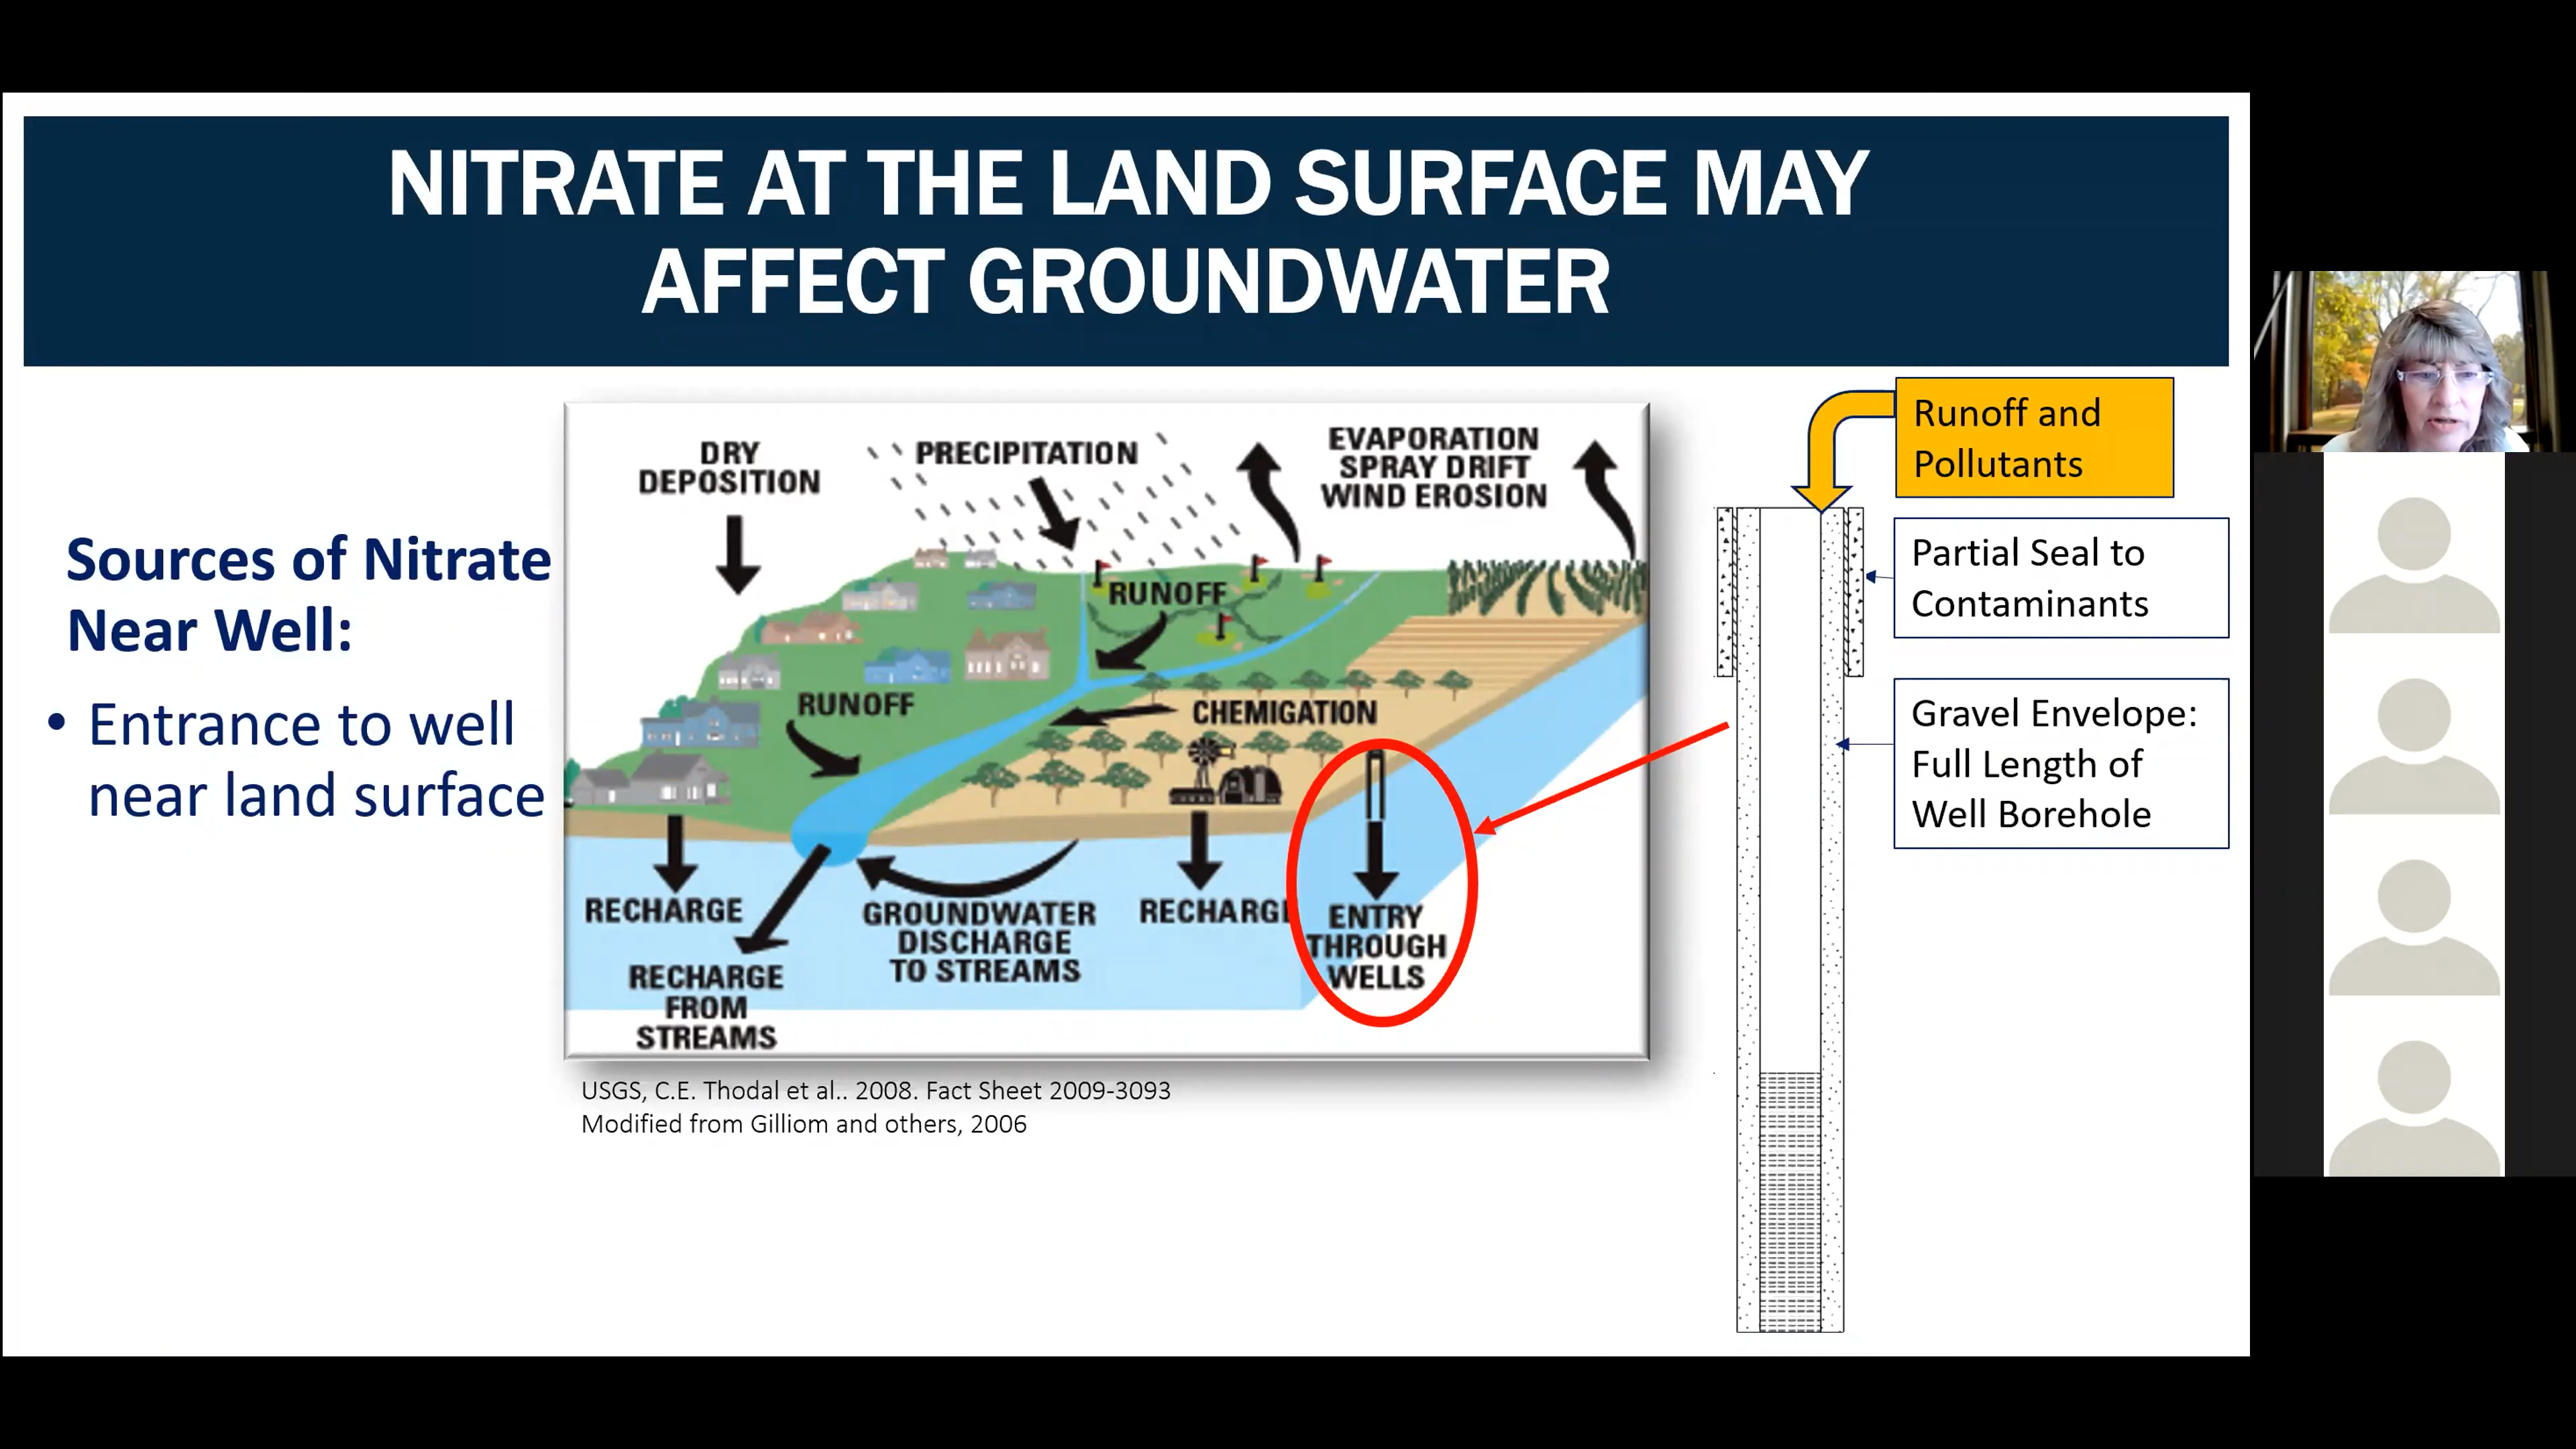 NITRATE AT THE LAND SURFACE MAY
AFFECT GROUNDWATER
Sources of Nitrate
Near Well:
• Entrance to well
near land surface
DRY
DEPOSITION
PRECIPITATION
EVAPORATION
SPRAY DRIFT
WIND EROSION
RUNOFF
RUNOFF
CHEMIGATION
RECHARGE
RECHARGE
FROM
STREAMS
GROUNDWATER
DISCHARGE
TO STREAMS
RECHARGE
ENTRY
THROUGH
WELLS
USGS, C.E. Thodal et al.. 2008. Fact Sheet 2009-3093
Modified from Gilliom and others, 2006
Runoff and
Pollutants
Partial Seal to
Contaminants
Gravel Envelope:
Full Length of
Well Borehole